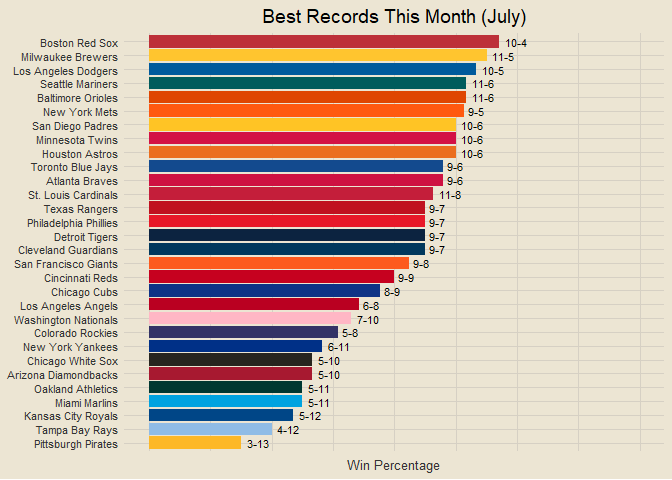 Best Records This Month (July)
Boston Red Sox 10-4
Milwaukee Brewers 11-5
Los Angeles Dodgers 10-5
Seattle Mariners 11-6
Baltimore Orioles 11-6
New York Mets 9-5
San Diego Padres 10-6
Minnesota Twins 10-6
Houston Astros 10-6
Toronto Blue Jays 9-6
Atlanta Braves 9-6
St. Louis Cardinals 11-8
Texas Rangers 9-7
Philadelphia Phillies 9-7
Detroit Tigers 9-7
Cleveland Guardians 9-7
San Francisco Giants 9-8
Cincinnati Reds 9-9
Chicago Cubs 8-9
Los Angeles Angels 6-8
Washington Nationals 7-10
Colorado Rockies 5-8
New York Yankees 6-11
Chicago White Sox 5-10
Arizona Diamondbacks 5-10
Oakland Athletics 5-11
Miami Marlins 5-11
Kansas City Royals 5-12
Tampa Bay Rays 4-12
Pittsburgh Pirates 3-13
Win Percentage